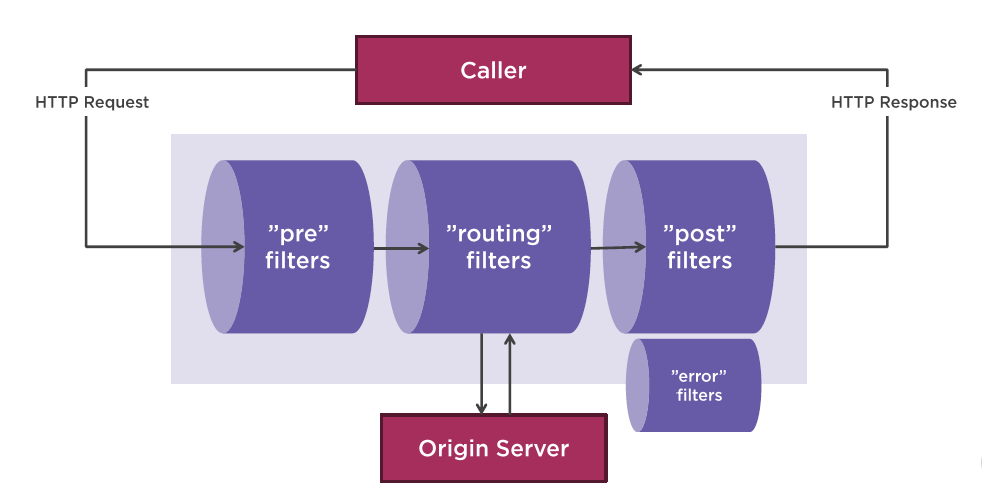 Caller
HTTP Request
HTTP Response
”pre”
filters
”routing”
filters
”post”
filters
”error”
filters
Origin Server